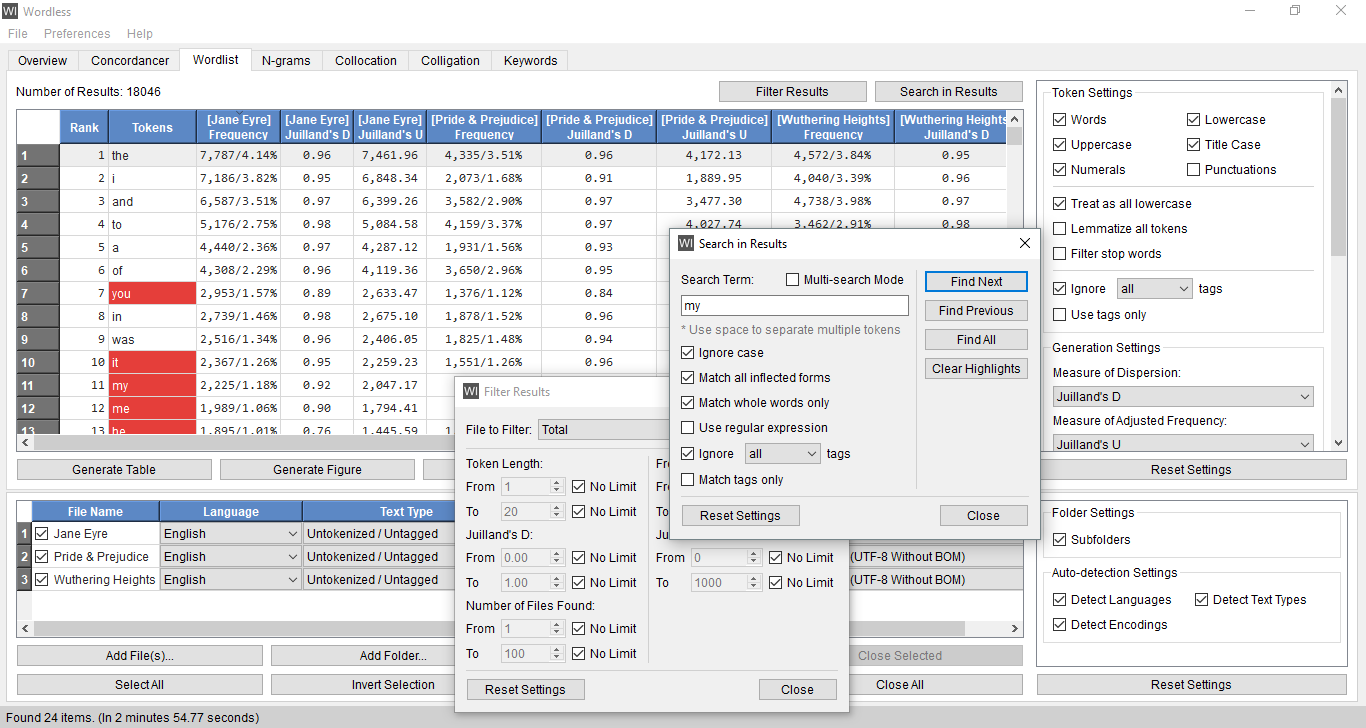 WI Wordless
File Preferences Help
Overview Concordancer Wordlist N-grams Collocation Colligation Keywords
Number of Results: 18046 Filter Results Search in Results
Rank Tokens [Jane Eyre] Frequency [Jane Eyre] Juilland's D [Jane Eyre] Juilland's U [Pride & Prejudice] Frequency [Pride & Prejudice] Juilland's D [Pride & Prejudice] Juilland's U [Wuthering Heights] Frequency [Wuthering Heights Juilland's D
1 1 the 7,787/4.14% 0.96 7,461.96 4,335/3.51% 0.96 4,172.13 4,572/3.84% 0.95
2 2 i 7,186/3.82% 0.95 6,848.34 2,073/1.68% 0.91 1,889.95 4,040/3.39% 0.96
3 3 and 6,587/3.51% 0.97 6,399.26 3,582/2.90% 0.97 3,477.30 4,738/3.98% 0.97
4 4 to 5,176/2.75% 0.98 5,084.58 4,159/3.37% 0.97 4,027.74 3,462/2.91% 0.98
5 5 a 4,440/2.36% 0.97 4,287.12 1,931/1.56% 0.93
6 6 of 4,308/2.29% 0.96 4,119.36 3,650/2.96% 0.95
7 7 you 2,953/1.57% 0.89 2,633.47 1,376/1.12% 0.84
8 8 in 2,739/1.46% 0.98 2,675.10 1,878/1.52% 0.96
9 9 was 2,516/1.34% 0.96 2,406.05 1,825/1.48% 0.94
10 10 it 2,367/1.26% 0.95 2,259.23 1,551/1.26% 0.96
11 11 my 2,225/1.18% 0.92 2,047.17
12 12 me 1,989/1.06% 0.90 1,794.41
13 13 he 1,895/1.01% 0.76 1,445.59
Generate Table Generate Figure
File Name Language Text Type
1 Jane Eyre English Untokenized / Untagged
2 Pride & Prejudice English Untokenized / Untagged (UTF-8 Without BOM)
3 Wuthering Heights English Untokenized / Untagged (UTF-8 Without BOM)
Add File(s)... Add Folder... Close Selected
Select All Invert Selection Close All
Token Settings
Words Lowercase
Uppercase Title Case
Numerals Punctuations
Treat as all lowercase
Lemmatize all tokens
Filter stop words
Ignore all tags
Use tags only
Generation Settings
Measure of Dispersion:
Juilland's D
Measure of Adjusted Frequency:
Juilland's U
Reset Settings
Folder Settings
Subfolders
Auto-detection Settings
Detect Languages Detect Text Types
Detect Encodings
Reset Settings
WI Search in Results
Search Term: Multi-search Mode Find Next
my Find Previous
* Use space to separate multiple tokens
Find All
Ignore case
Clear Highlights
Match all inflected forms
Match whole words only
Use regular expression
Ignore all tags
Match tags only
Reset Settings Close
WI Filter Results
File to Filter: Total
Token Length:
From 1 No Limit
To 20 No Limit To
Juilland's D:
From 0.00 No Limit From 0 No Limit
To 1.00 No Limit To 1000 No Limit
Number of Files Found:
From 1 No Limit
To 100 No Limit
Reset Settings Close
Found 24 items. (In 2 minutes 54.77 seconds)